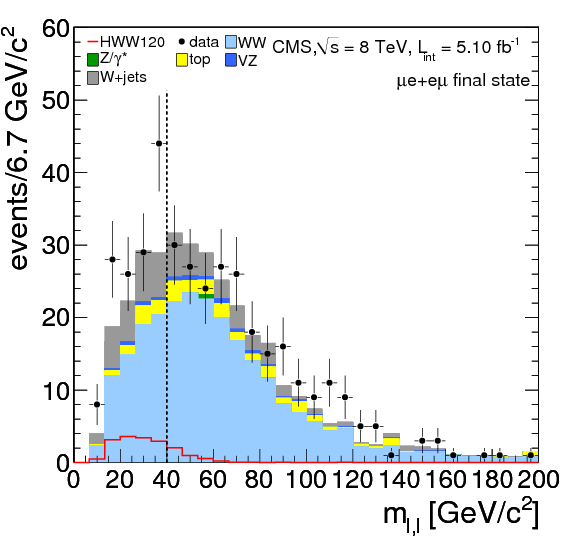 60
50
40
30
20
10
0
events/6.7 GeV/c²
HWW120 data WW
Z/γ* top VZ
W+jets
CMS,√s = 8 TeV, L_int = 5.10 fb⁻¹
μe+eμ final state
0 20 40 60 80 100 120 140 160 180 200
m_l,l [GeV/c²]